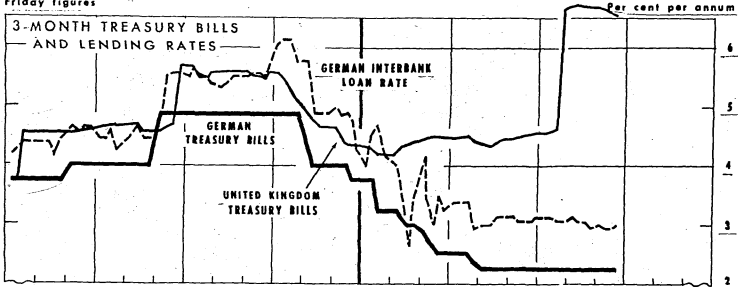 Friday figures
Per cent per annum
3-MONTH TREASURY BILLS
AND LENDING RATES
GERMAN INTERBANK
LOAN RATE
GERMAN
TREASURY BILLS
UNITED KINGDOM
TREASURY BILLS
6
5
4
3
2